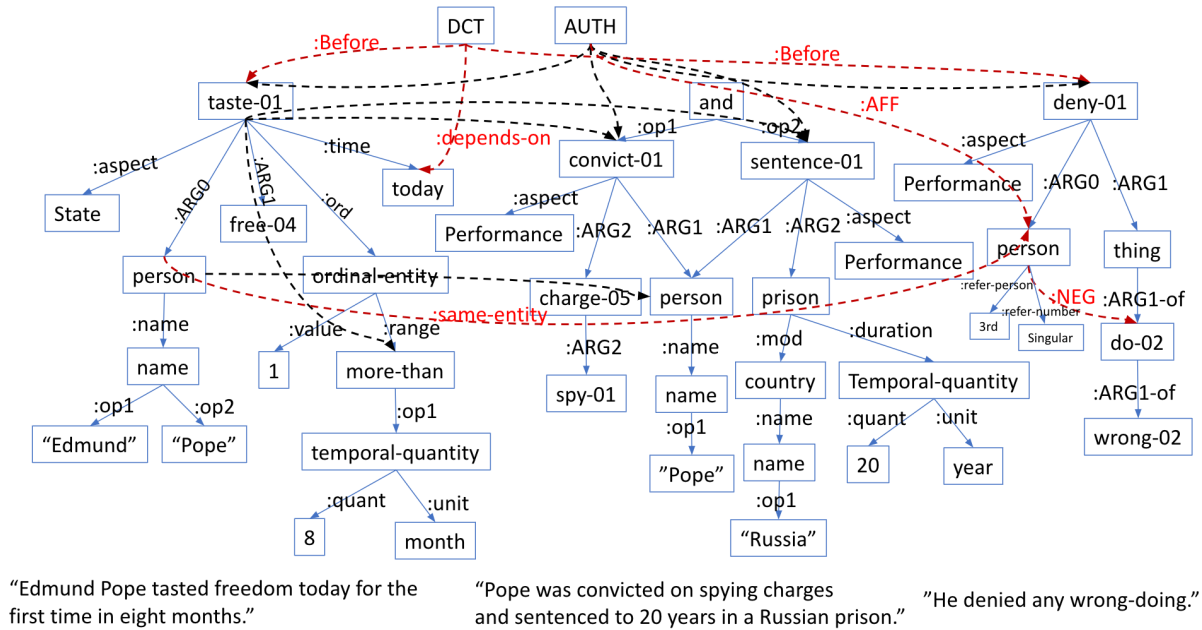 DCT
AUTH
:Before
:Before
taste-01
and
deny-01
:AFF
:depends-on
:time
:op1
:op2
:aspect
:ARG0
:ARG1
:ord
convict-01
sentence-01
:aspect
State
free-04
today
:aspect
Performance
:ARG0
:ARG1
Performance
:ARG2
:ARG1
:ARG1
:ARG2
:aspect
Performance
person
thing
person
ordinal-entity
charge-05
person
prison
:refer-person
:same-entity
:NEG
:ARG1-of
:name
:value
:range
3rd
:refer-number
Singular
:ARG2
:name
:mod
:duration
do-02
name
1
more-than
spy-01
name
country
Temporal-quantity
:ARG1-of
:op1
:op2
:op1
:op1
:name
:quant
:unit
“Edmund”
“Pope”
wrong-02
temporal-quantity
”Pope”
name
20
year
:quant
:unit
:op1
8
month
“Russia”
“Edmund Pope tasted freedom today for the
first time in eight months.”
“Pope was convicted on spying charges
and sentenced to 20 years in a Russian prison.”
”He denied any wrong-doing.”